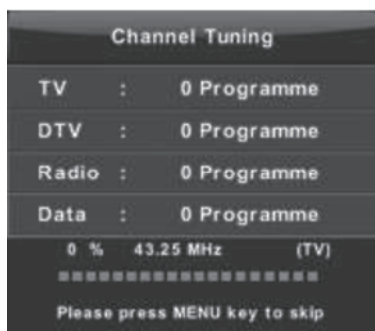 Channel Tuning
TV : 0 Programme
DTV : 0 Programme
Radio : 0 Programme
Data : 0 Programme
0 % 43.25 MHz (TV)
Please press MENU key to skip